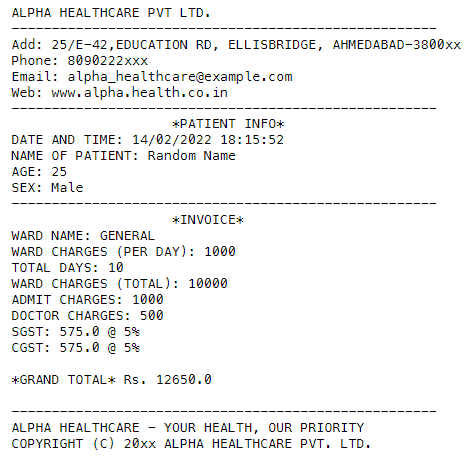 ALPHA HEALTHCARE PVT LTD.
-----------------------------------------------------
Add: 25/E-42,EDUCATION RD, ELLISBRIDGE, AHMEDABAD-3800xx
Phone: 8090222xxx
Email: alpha_healthcare@example.com
Web: www.alpha.health.co.in
-----------------------------------------------------
*PATIENT INFO*
DATE AND TIME: 14/02/2022 18:15:52
NAME OF PATIENT: Random Name
AGE: 25
SEX: Male
-----------------------------------------------------
*INVOICE*
WARD NAME: GENERAL
WARD CHARGES (PER DAY): 1000
TOTAL DAYS: 10
WARD CHARGES (TOTAL): 10000
ADMIT CHARGES: 1000
DOCTOR CHARGES: 500
SGST: 575.0 @ 5%
CGST: 575.0 @ 5%
*GRAND TOTAL* Rs. 12650.0
-----------------------------------------------------
ALPHA HEALTHCARE - YOUR HEALTH, OUR PRIORITY
COPYRIGHT (C) 20xx ALPHA HEALTHCARE PVT. LTD.